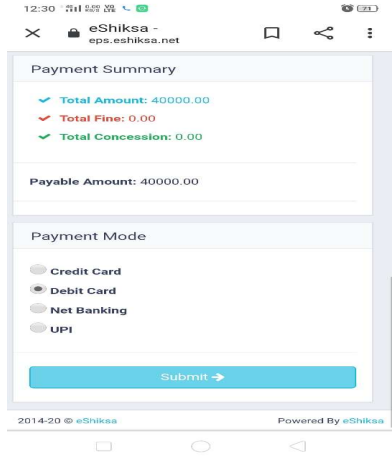 12:30
eShiksa -
eps.eshiksa.net
Payment Summary
Total Amount: 40000.00
Total Fine: 0.00
Total Concession: 0.00
Payable Amount: 40000.00
Payment Mode
Credit Card
Debit Card
Net Banking
UPI
Submit
2014-20 © eShiksa
Powered By eShiksa